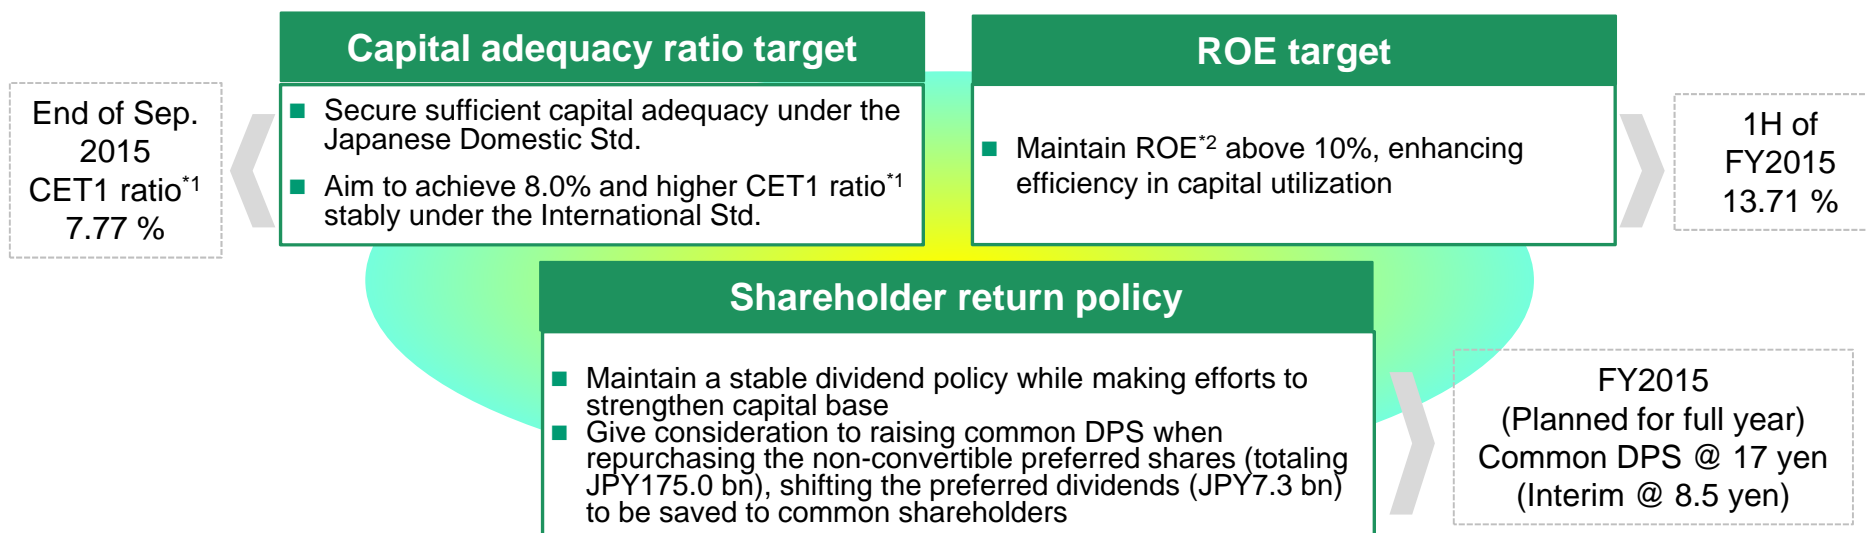 Capital adequacy ratio target
ROE target
End of Sep.
2015
CET1 ratio*1
7.77 %
■ Secure sufficient capital adequacy under the
Japanese Domestic Std.
■ Aim to achieve 8.0% and higher CET1 ratio*1
stably under the International Std.
■ Maintain ROE*2 above 10%, enhancing
efficiency in capital utilization
1H of
FY2015
13.71 %
Shareholder return policy
■ Maintain a stable dividend policy while making efforts to
strengthen capital base
■ Give consideration to raising common DPS when
repurchasing the non-convertible preferred shares (totaling
JPY175.0 bn), shifting the preferred dividends (JPY7.3 bn)
to be saved to common shareholders
FY2015
(Planned for full year)
Common DPS @ 17 yen
(Interim @ 8.5 yen)